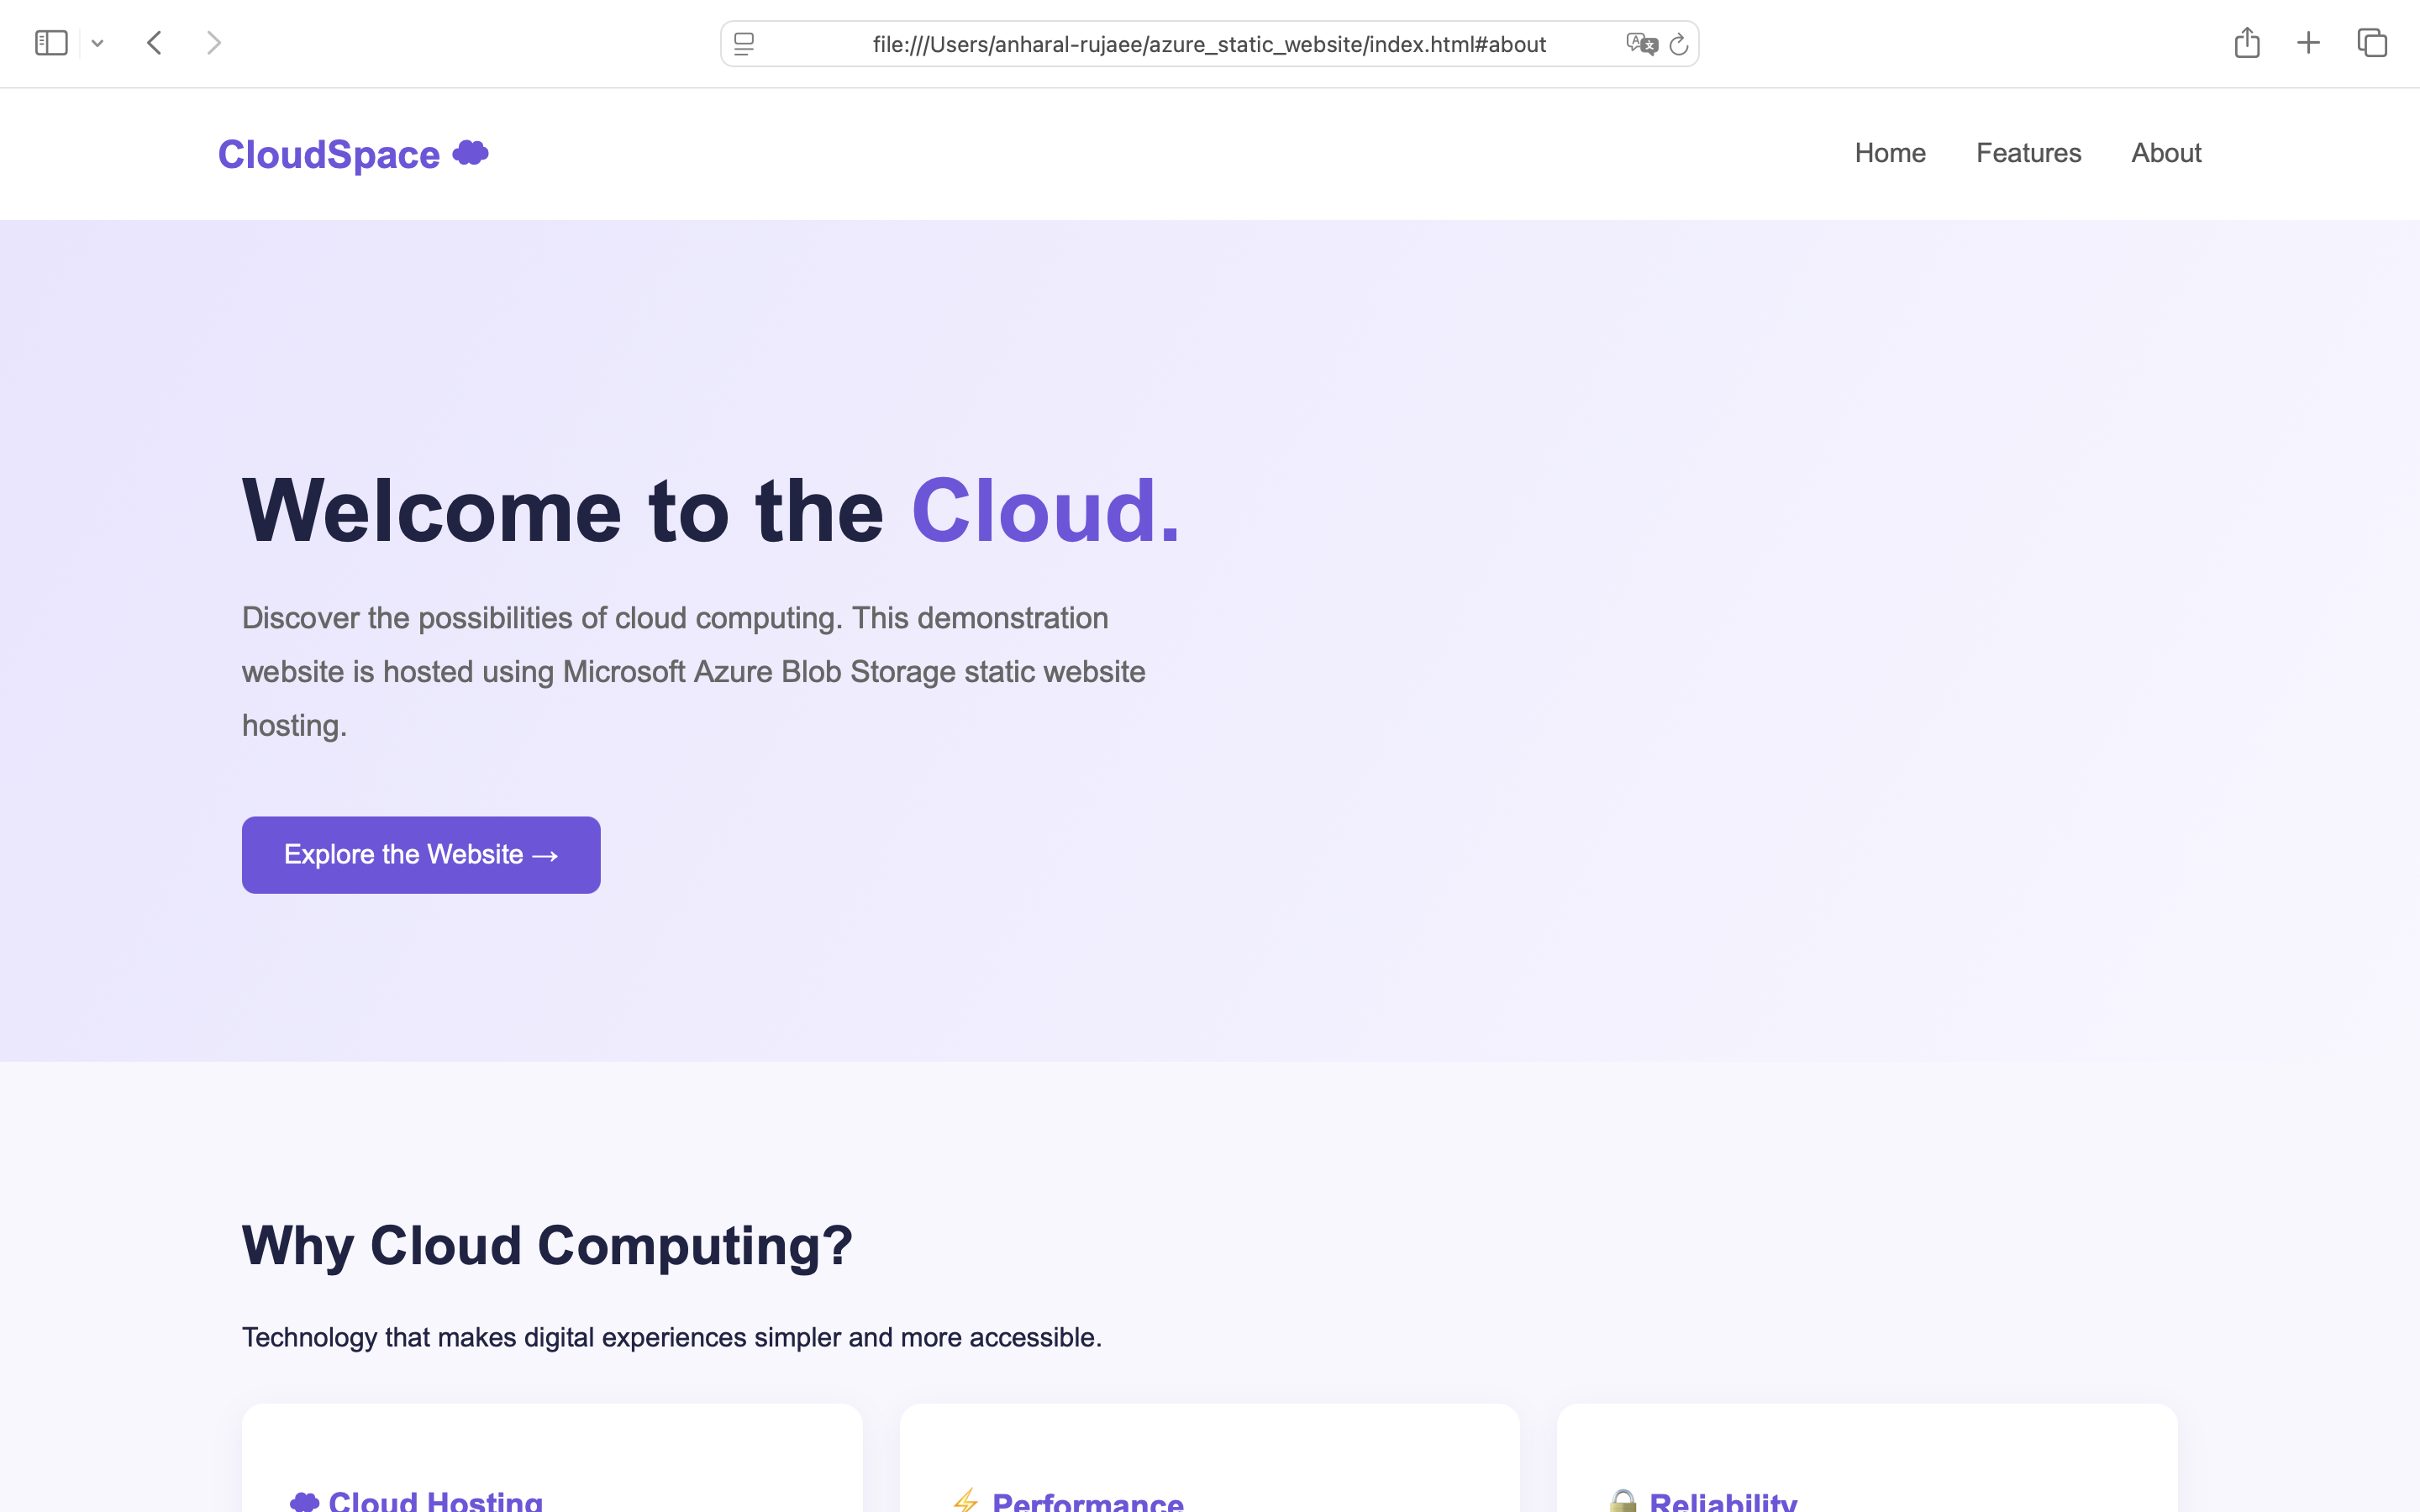 file:///Users/anharal-rujaee/azure_static_website/index.html#about
CloudSpace
Home Features About
Welcome to the Cloud.
Discover the possibilities of cloud computing. This demonstration
website is hosted using Microsoft Azure Blob Storage static website
hosting.
Explore the Website →
Why Cloud Computing?
Technology that makes digital experiences simpler and more accessible.
Cloud Hosting
Performance
Reliability